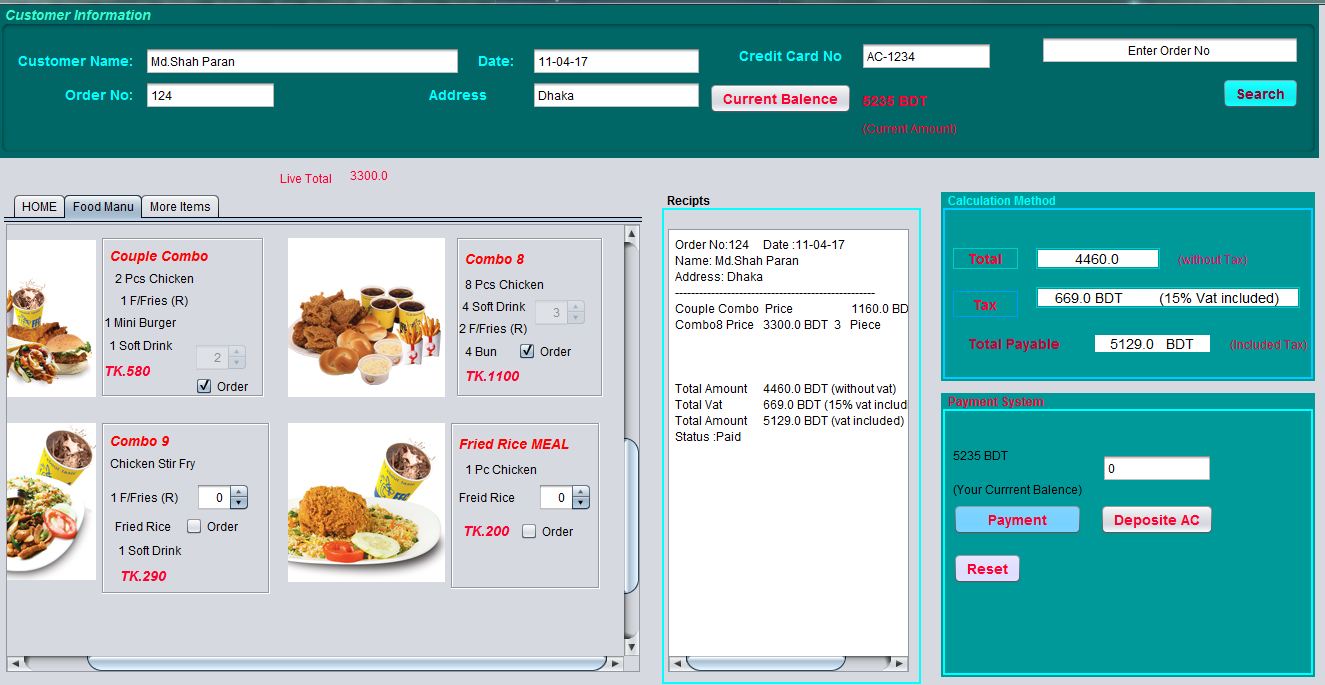 Customer Information
Customer Name: Md.Shah Paran Date: 11-04-17 Credit Card No AC-1234 Enter Order No
Order No: 124 Address Dhaka Current Balence 5235 BDT Search
(Current Amount)
Live Total 3300.0
HOME Food Manu More Items
Couple Combo
2 Pcs Chicken
1 F/Fries (R)
1 Mini Burger
1 Soft Drink
2
TK.580
Order
Combo 8
8 Pcs Chicken
4 Soft Drink 3
2 F/Fries (R)
4 Bun Order
TK.1100
Combo 9
Chicken Stir Fry
1 F/Fries (R) 0
Fried Rice Order
1 Soft Drink
TK.290
Fried Rice MEAL
1 Pc Chicken
Freid Rice 0
TK.200 Order
Recipts
Order No:124 Date :11-04-17
Name: Md.Shah Paran
Address: Dhaka
--------------------------------------------------
Couple Combo Price 1160.0 BD
Combo8 Price 3300.0 BDT 3 Piece
Total Amount 4460.0 BDT (without vat)
Total Vat 669.0 BDT (15% vat includ
Total Amount 5129.0 BDT (vat included)
Status :Paid
Calculation Method
Total 4460.0 (without Tax)
Tax 669.0 BDT (15% Vat included)
Total Payable 5129.0 BDT (Included Tax)
Payment System
5235 BDT
0
(Your Currrent Balence)
Payment Deposite AC
Reset